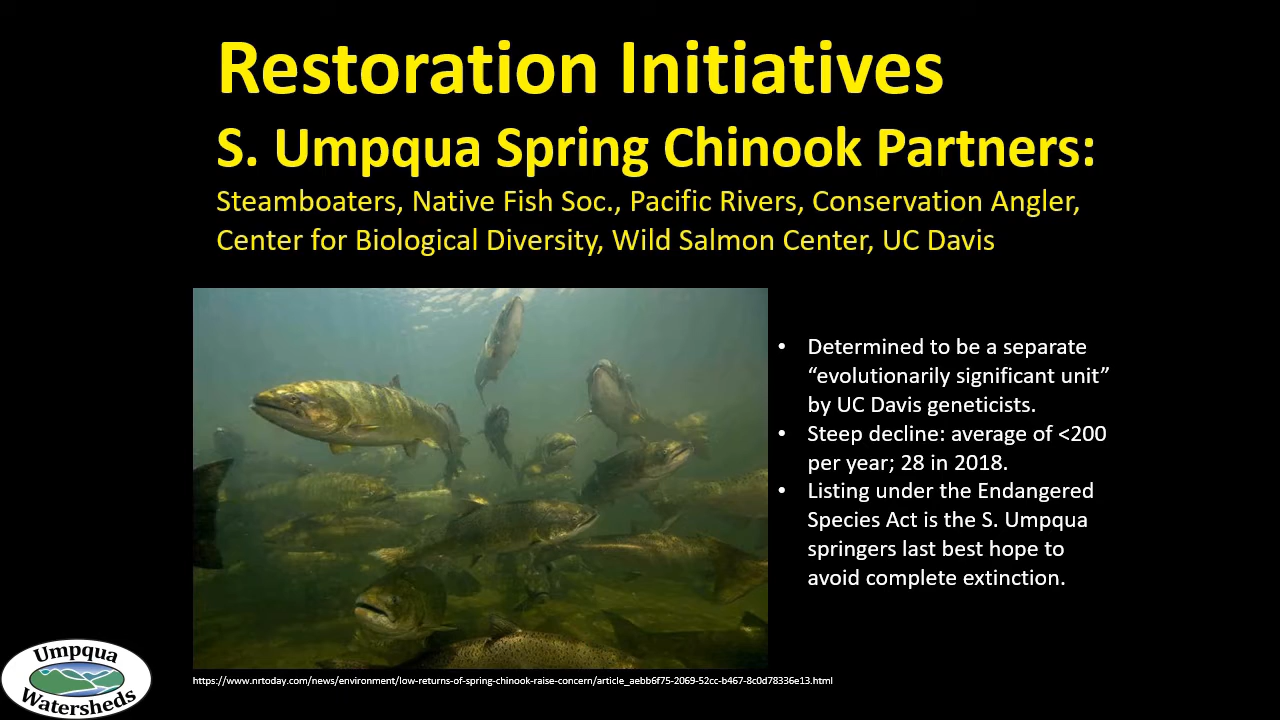 Restoration Initiatives
S. Umpqua Spring Chinook Partners:
Steamboaters, Native Fish Soc., Pacific Rivers, Conservation Angler,
Center for Biological Diversity, Wild Salmon Center, UC Davis
• Determined to be a separate
“evolutionarily significant unit”
by UC Davis geneticists.
• Steep decline: average of <200
per year; 28 in 2018.
• Listing under the Endangered
Species Act is the S. Umpqua
springers last best hope to
avoid complete extinction.
Umpqua
Watersheds
https://www.nrtoday.com/news/environment/low-returns-of-spring-chinook-raise-concern/article_aebb6f75-2069-52cc-b467-8c0d78336e13.html